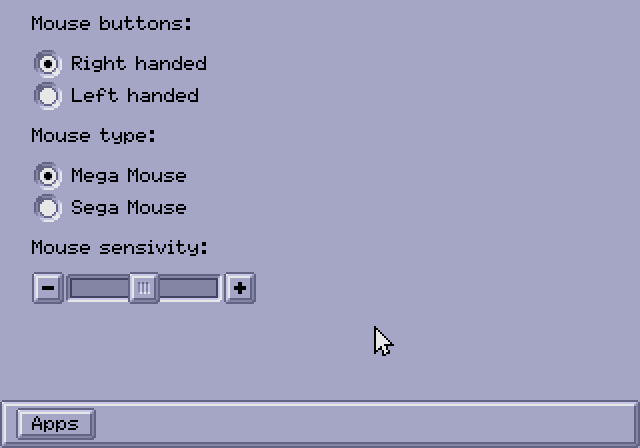 Mouse buttons:
Right handed
Left handed
Mouse type:
Mega Mouse
Sega Mouse
Mouse sensivity:
Apps